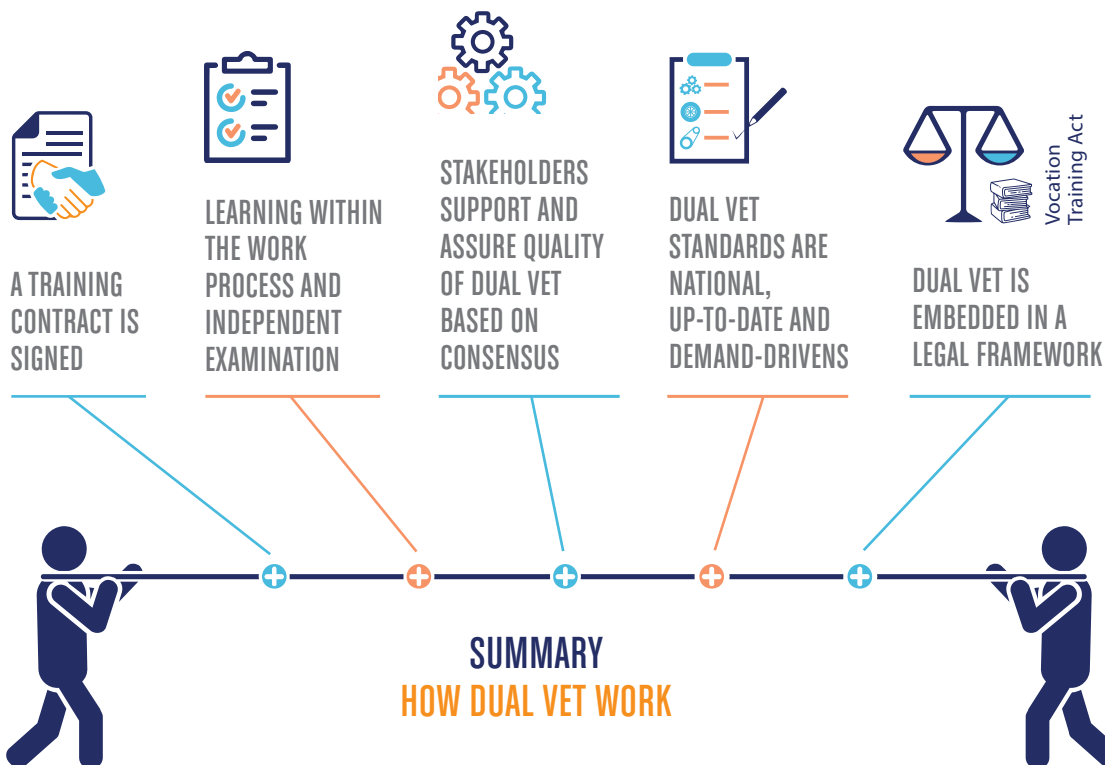 A TRAINING
CONTRACT IS
SIGNED
LEARNING WITHIN
THE WORK
PROCESS AND
INDEPENDENT
EXAMINATION
STAKEHOLDERS
SUPPORT AND
ASSURE QUALITY
OF DUAL VET
BASED ON
CONSENSUS
DUAL VET
STANDARDS ARE
NATIONAL,
UP-TO-DATE AND
DEMAND-DRIVENS
Vocation
Training Act
DUAL VET IS
EMBEDDED IN A
LEGAL FRAMEWORK
SUMMARY
HOW DUAL VET WORK